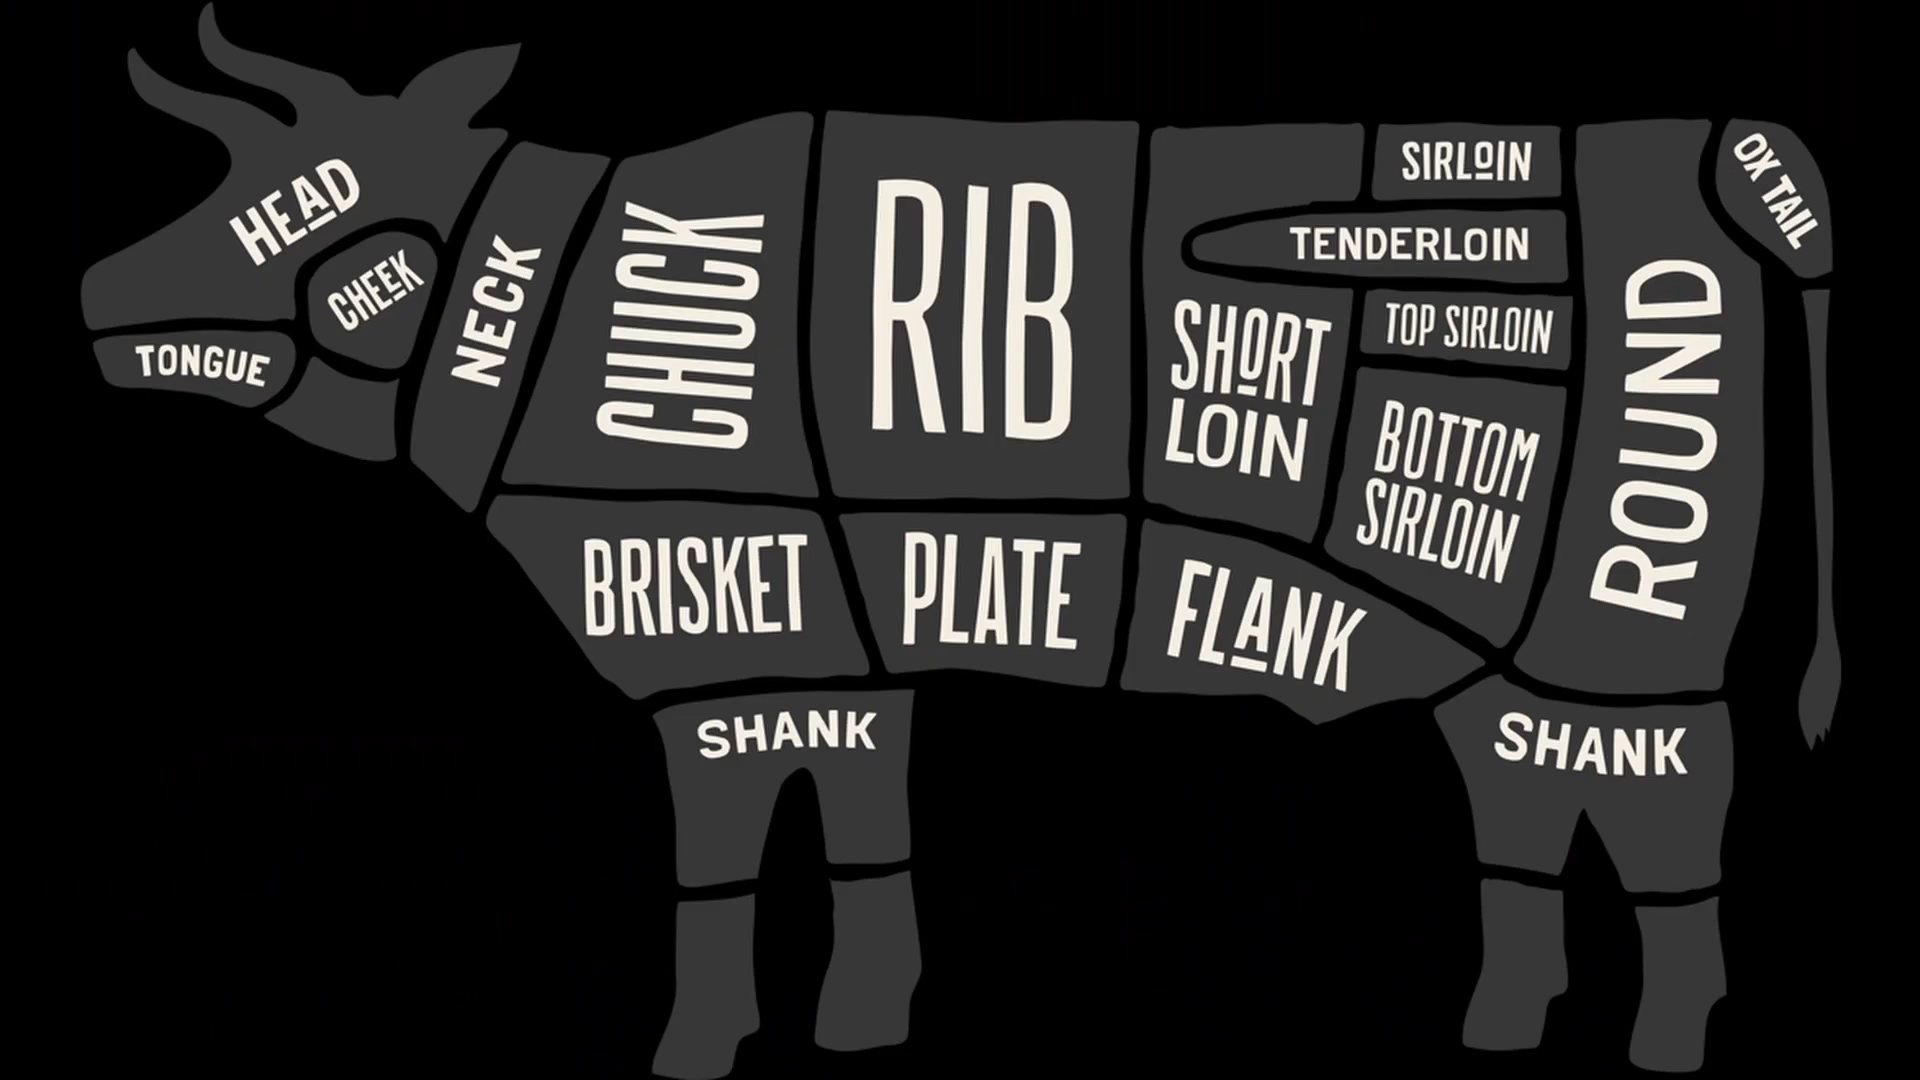 HEAD
CHEEK
TONGUE
NECK
CHUCK
RIB
SHORT
LOIN
SIRLOIN
TENDERLOIN
TOP SIRLOIN
BOTTOM
SIRLOIN
ROUND
OX TAIL
BRISKET
PLATE
FLANK
SHANK
SHANK